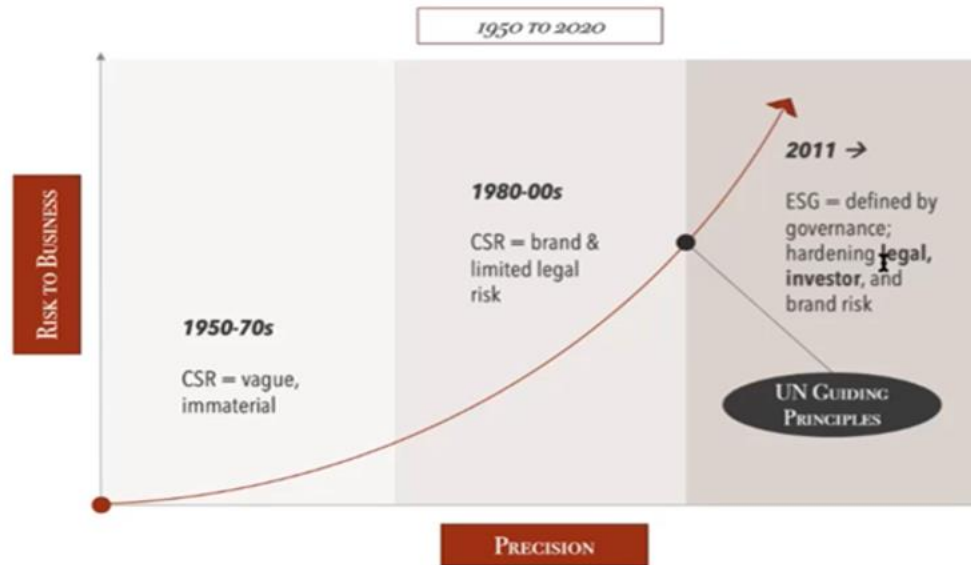 1950 TO 2020
RISK TO BUSINESS
1950-70s
CSR = vague,
immaterial
1980-00s
CSR = brand &
limited legal
risk
2011 →
ESG = defined by
governance;
hardening legal,
investor, and
brand risk
UN GUIDING
PRINCIPLES
PRECISION